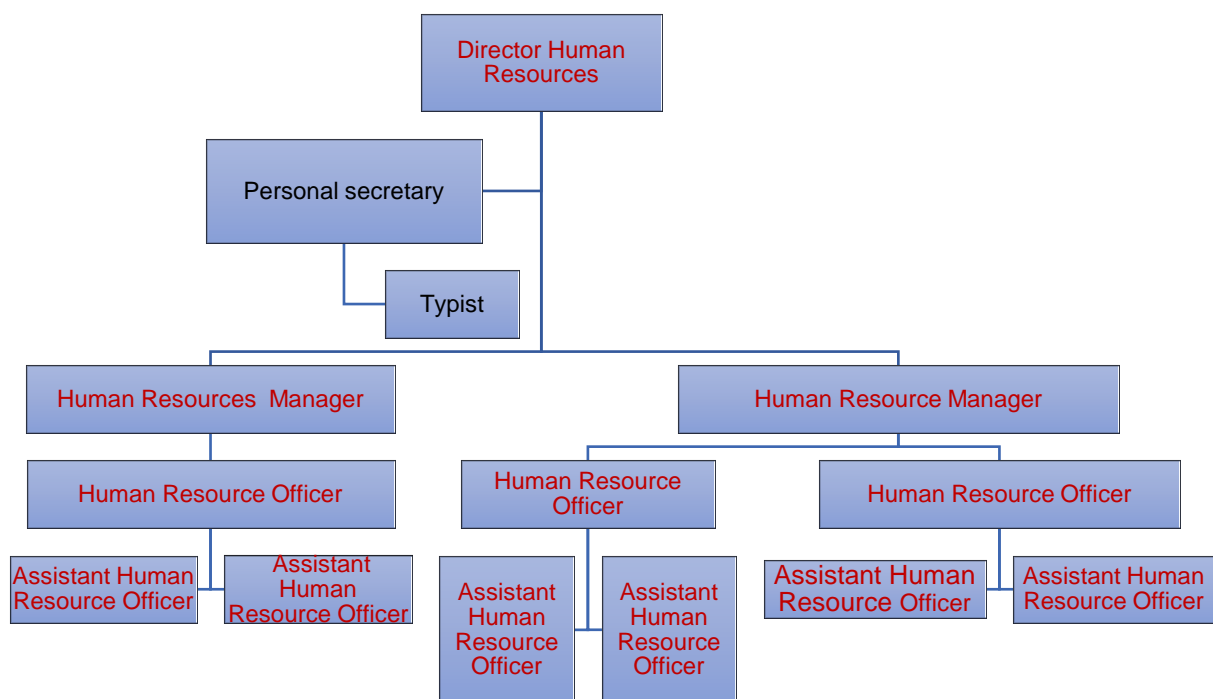 Director Human
Resources
Personal secretary
Typist
Human Resources  Manager
Human Resource Manager
Human Resource Officer
Human Resource
Officer
Human Resource Officer
Assistant Human
Resource Officer
Assistant
Human
Resource Officer
Assistant
Human
Resource
Officer
Assistant
Human
Resource
Officer
Assistant Human
Resource Officer
Assistant Human
Resource Officer